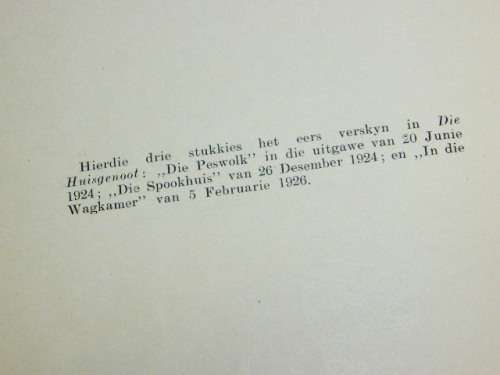 Hierdie drie stukkies het eers verskyn in Die
Huisgenoot: ,,Die Peswolk" in die uitgawe van 20 Junie
1924; ,,Die Spookhuis" van 26 Desember 1924; en ,,In die
Wagkamer" van 5 Februarie 1926.